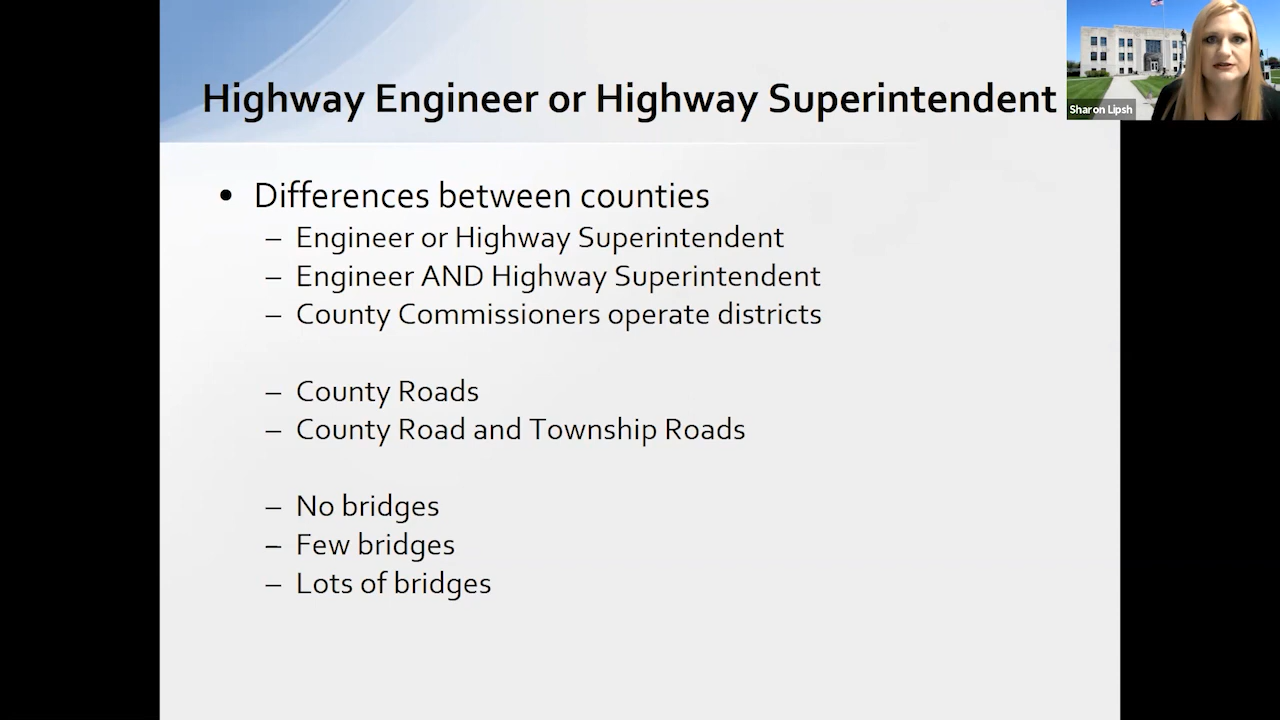 Highway Engineer or Highway Superintendent
Sharon Lipsh
• Differences between counties
– Engineer or Highway Superintendent
– Engineer AND Highway Superintendent
– County Commissioners operate districts
– County Roads
– County Road and Township Roads
– No bridges
– Few bridges
– Lots of bridges